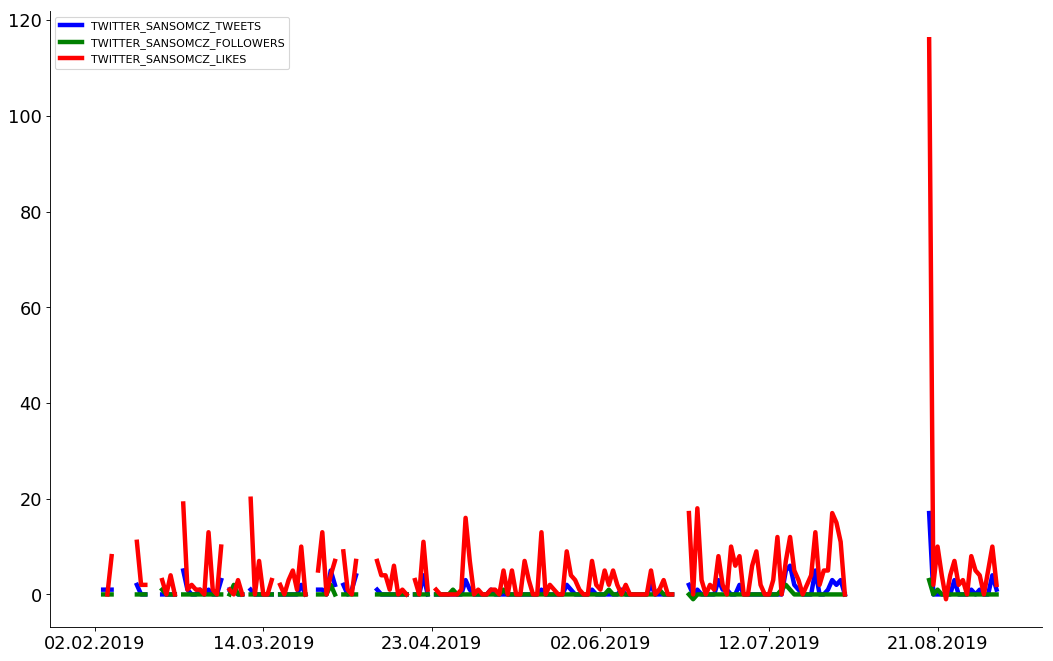 120
100
80
60
40
20
0
TWITTER_SANSOMCZ_TWEETS
TWITTER_SANSOMCZ_FOLLOWERS
TWITTER_SANSOMCZ_LIKES
02.02.2019 14.03.2019 23.04.2019 02.06.2019 12.07.2019 21.08.2019